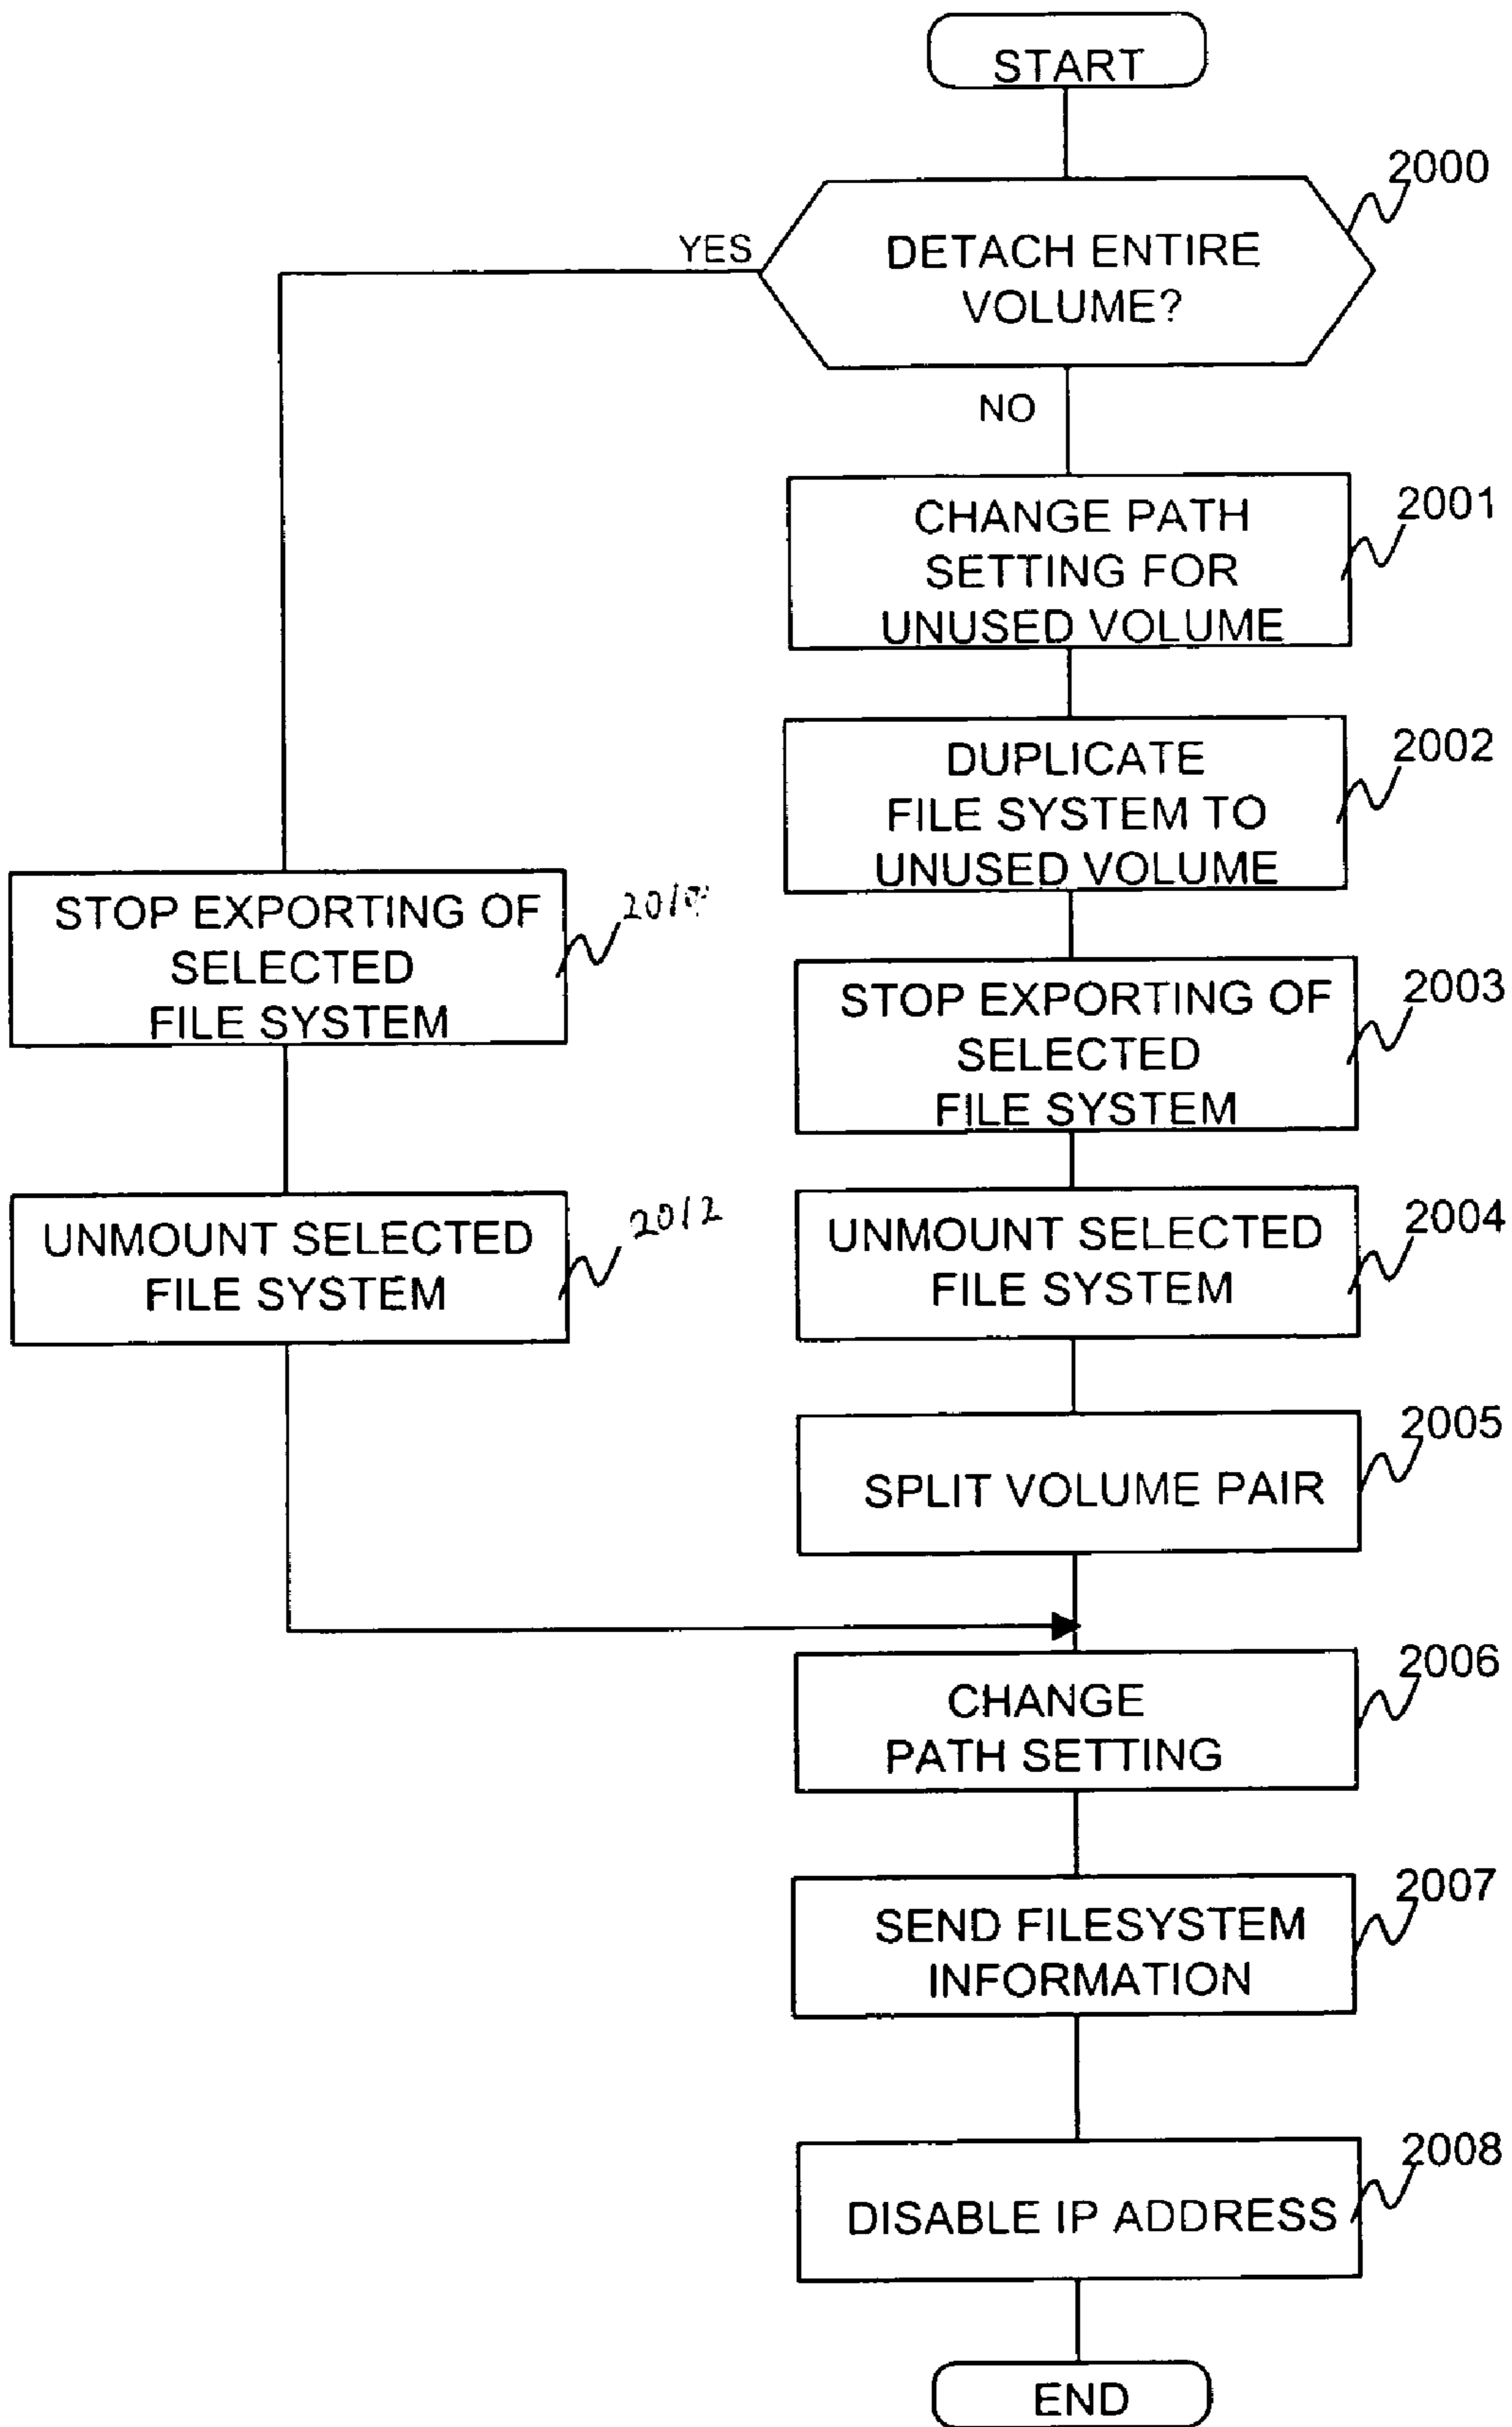 START
2000
YES
DETACH ENTIRE
VOLUME?
NO
2001
CHANGE PATH
SETTING FOR
UNUSED VOLUME
2002
DUPLICATE
FILE SYSTEM TO
UNUSED VOLUME
STOP EXPORTING OF
SELECTED
FILE SYSTEM
2003
STOP EXPORTING OF
SELECTED
FILE SYSTEM
2012
UNMOUNT SELECTED
FILE SYSTEM
2004
UNMOUNT SELECTED
FILE SYSTEM
2005
SPLIT VOLUME PAIR
2006
CHANGE
PATH SETTING
2007
SEND FILESYSTEM
INFORMATION
2008
DISABLE IP ADDRESS
END